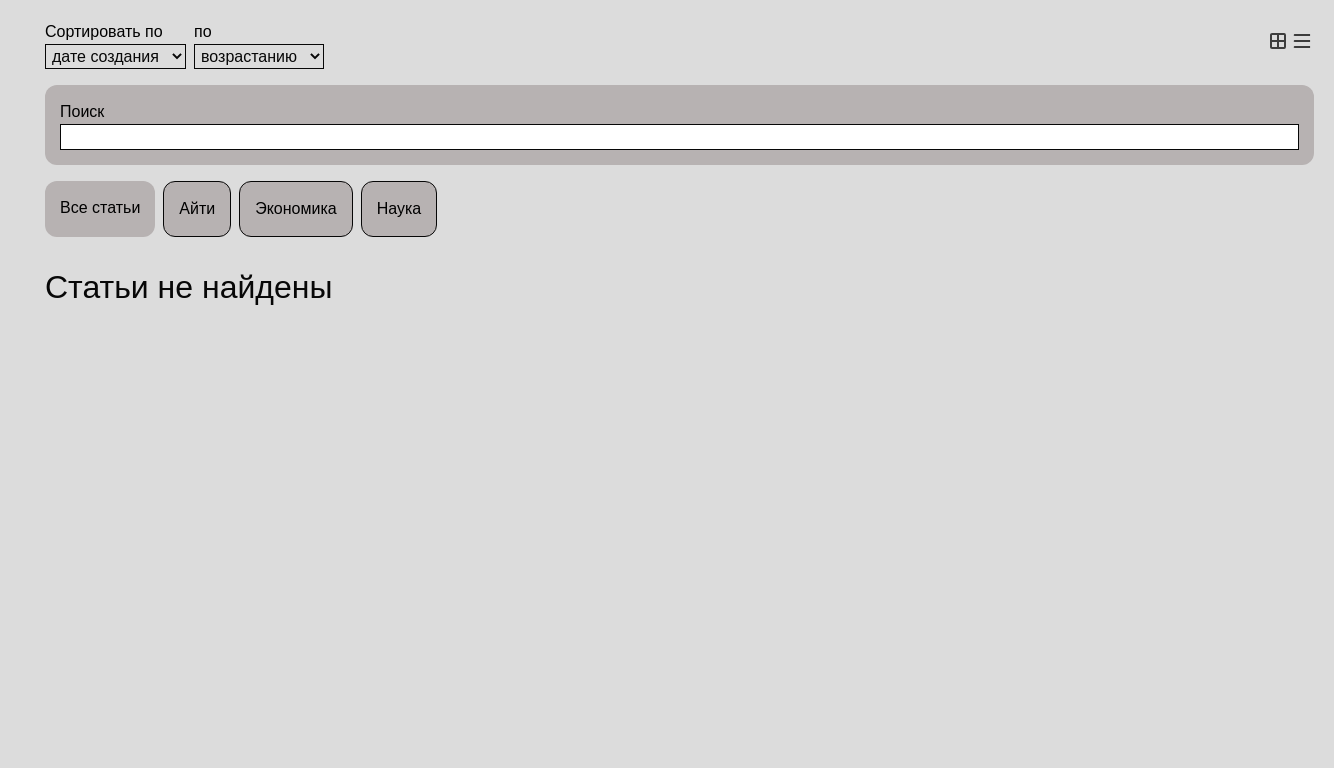 Сортировать по по
дате создания возрастанию
Поиск
Все статьи Айти Экономика Наука
Статьи не найдены